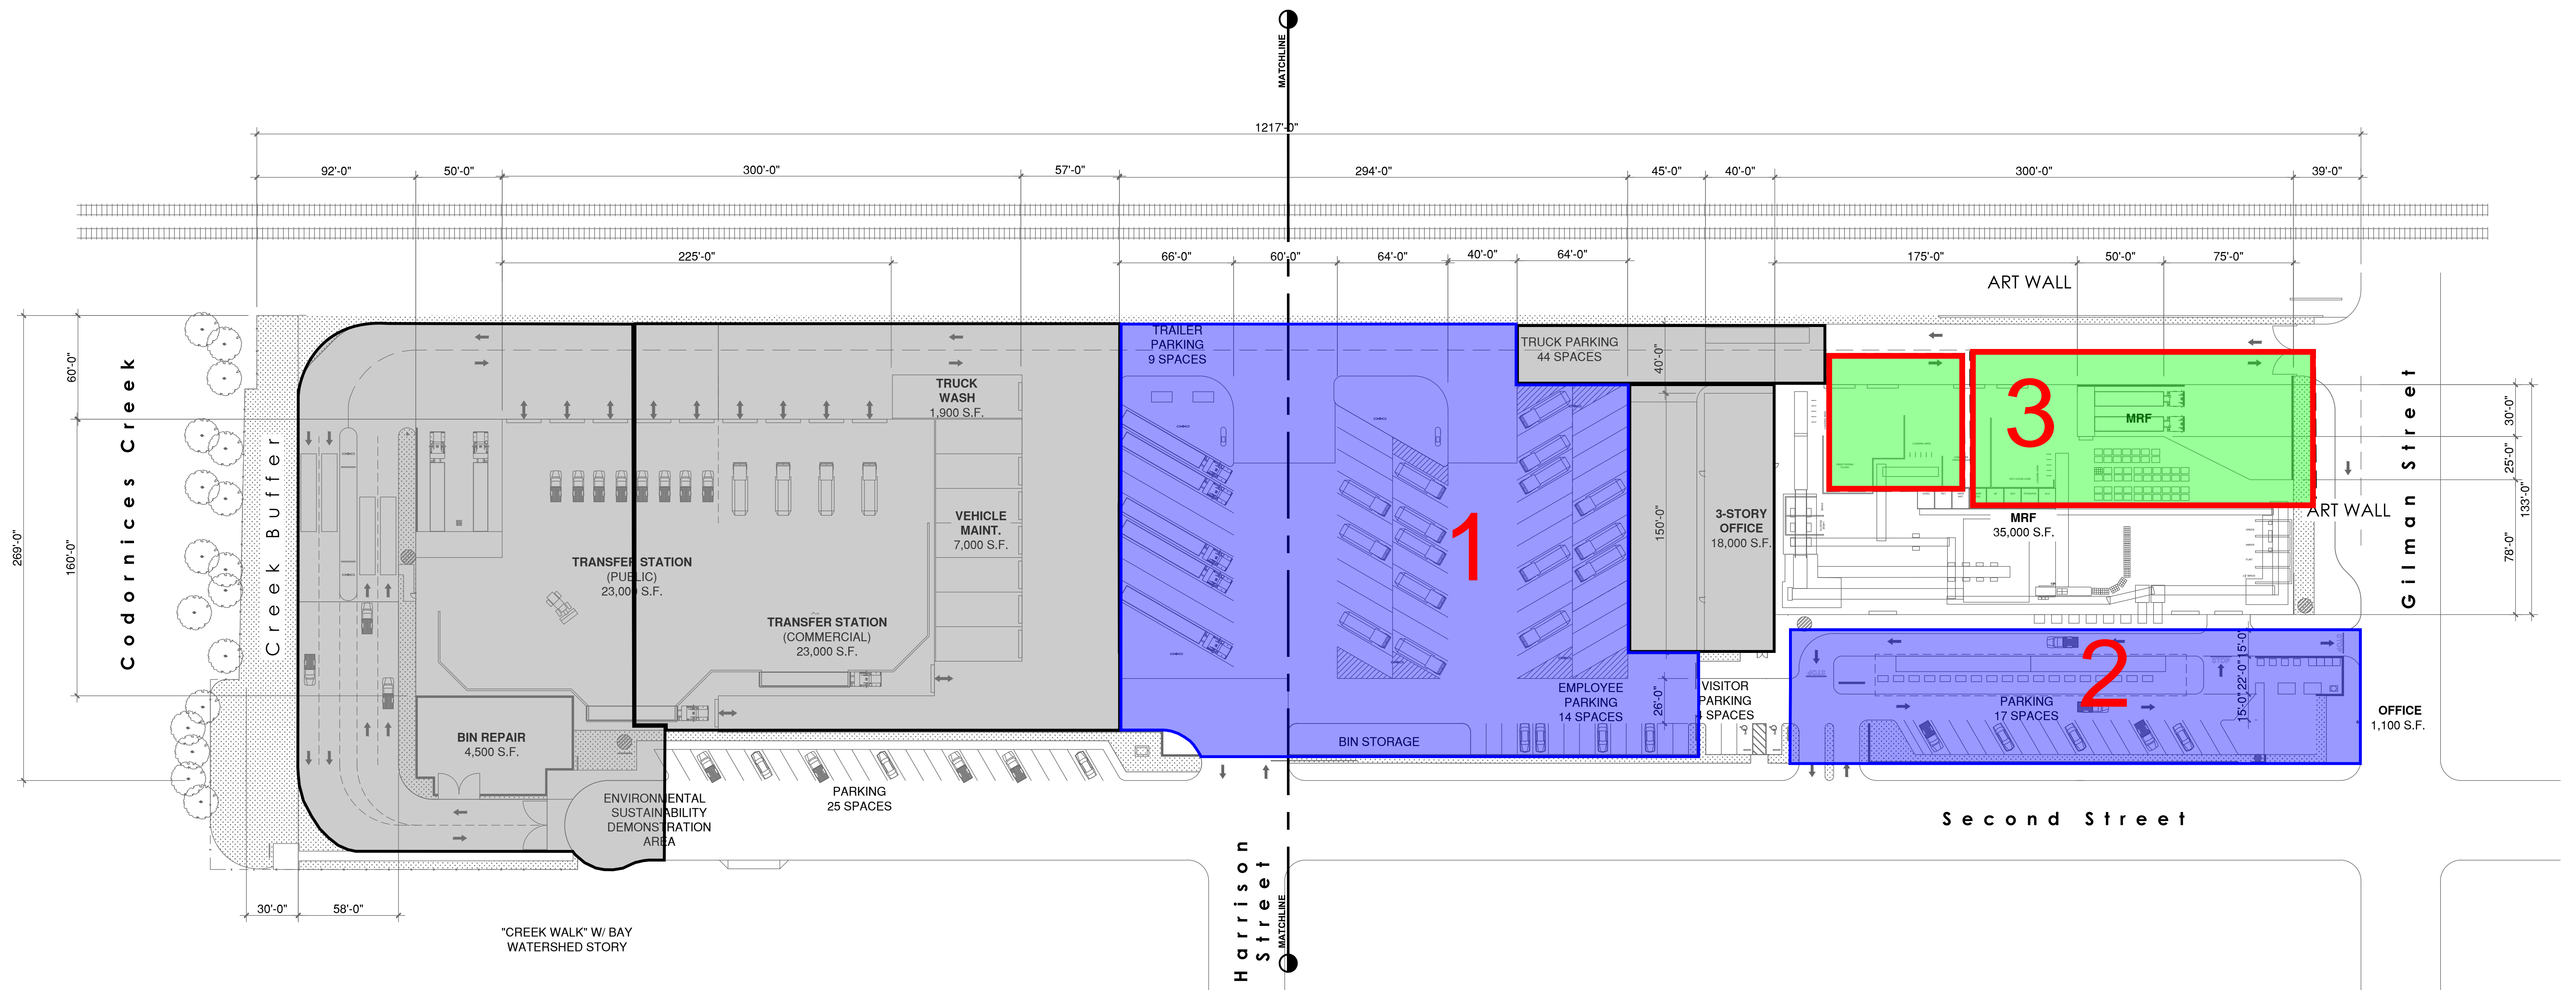 MATCHLINE
1217'-0"
92'-0"
50'-0"
300'-0"
57'-0"
294'-0"
45'-0"
40'-0"
300'-0"
39'-0"
225'-0"
66'-0"
60'-0"
64'-0"
40'-0"
64'-0"
175'-0"
50'-0"
75'-0"
ART WALL
TRAILER
PARKING
9 SPACES
TRUCK PARKING
44 SPACES
40'-0"
60'-0"
269'-0"
160'-0"
Codornices Creek
Creek Buffer
TRUCK
WASH
1,900 S.F.
VEHICLE
MAINT.
7,000 S.F.
TRANSFER STATION
(PUBLIC)
23,000 S.F.
TRANSFER STATION
(COMMERCIAL)
23,000 S.F.
BIN REPAIR
4,500 S.F.
1
150'-0"
3-STORY
OFFICE
18,000 S.F.
3
MRF
MRF
35,000 S.F.
ART WALL
Gilman Street
30'-0"
25'-0"
133'-0"
78'-0"
2
15'-0"
22'-0"
15'-0"
PARKING
17 SPACES
OFFICE
1,100 S.F.
EMPLOYEE
PARKING
14 SPACES
26'-0"
VISITOR
PARKING
4 SPACES
BIN STORAGE
PARKING
25 SPACES
ENVIRONMENTAL
SUSTAINABILITY
DEMONSTRATION
AREA
Second Street
Harrison
Street
MATCHLINE
30'-0"
58'-0"
"CREEK WALK" W/ BAY
WATERSHED STORY